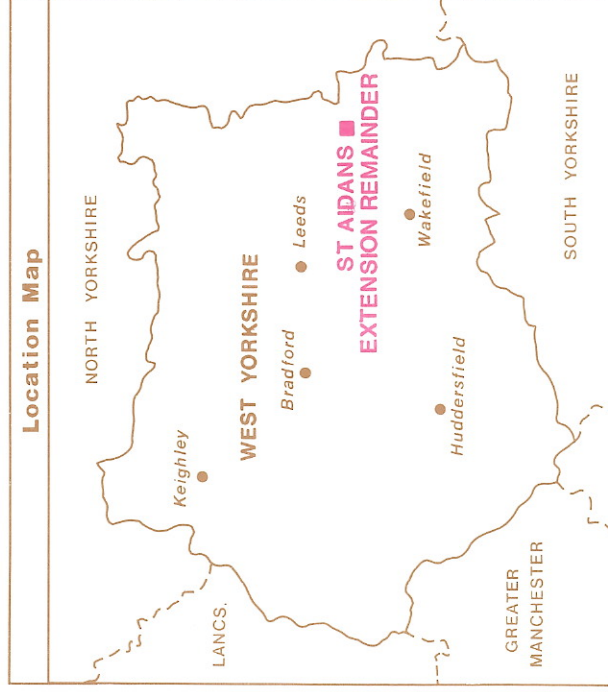 Location Map
NORTH YORKSHIRE
Keighley
WEST YORKSHIRE
Bradford
Leeds
ST AIDANS
EXTENSION REMAINDER
Wakefield
Huddersfield
LANCS.
GREATER
MANCHESTER
SOUTH YORKSHIRE